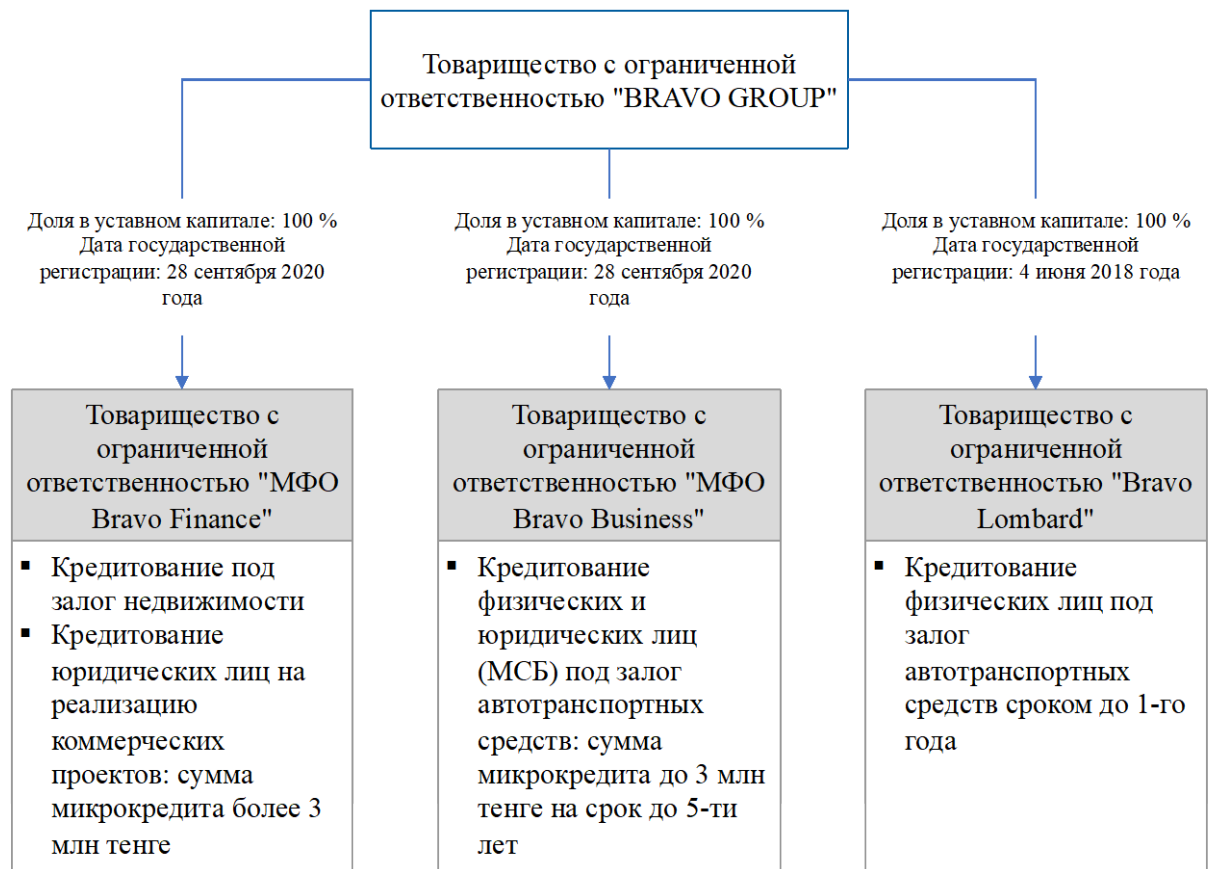 Товарищество с ограниченной
ответственностью "BRAVO GROUP"
Доля в уставном капитале: 100 %
Дата государственной
регистрации: 28 сентября 2020
года
Доля в уставном капитале: 100 %
Дата государственной
регистрации: 28 сентября 2020
года
Доля в уставном капитале: 100 %
Дата государственной
регистрации: 4 июня 2018 года
Товарищество с
ограниченной
ответственностью "МФО
Bravo Finance"
▪ Кредитование под
залог недвижимости
▪ Кредитование
юридических лиц на
реализацию
коммерческих
проектов: сумма
микрокредита более 3
млн тенге
Товарищество с
ограниченной
ответственностью "МФО
Bravo Business"
▪ Кредитование
физических и
юридических лиц
(МСБ) под залог
автотранспортных
средств: сумма
микрокредита до 3 млн
тенге на срок до 5-ти
лет
Товарищество с
ограниченной
ответственностью "Bravo
Lombard"
▪ Кредитование
физических лиц под
залог
автотранспортных
средств сроком до 1-го
года